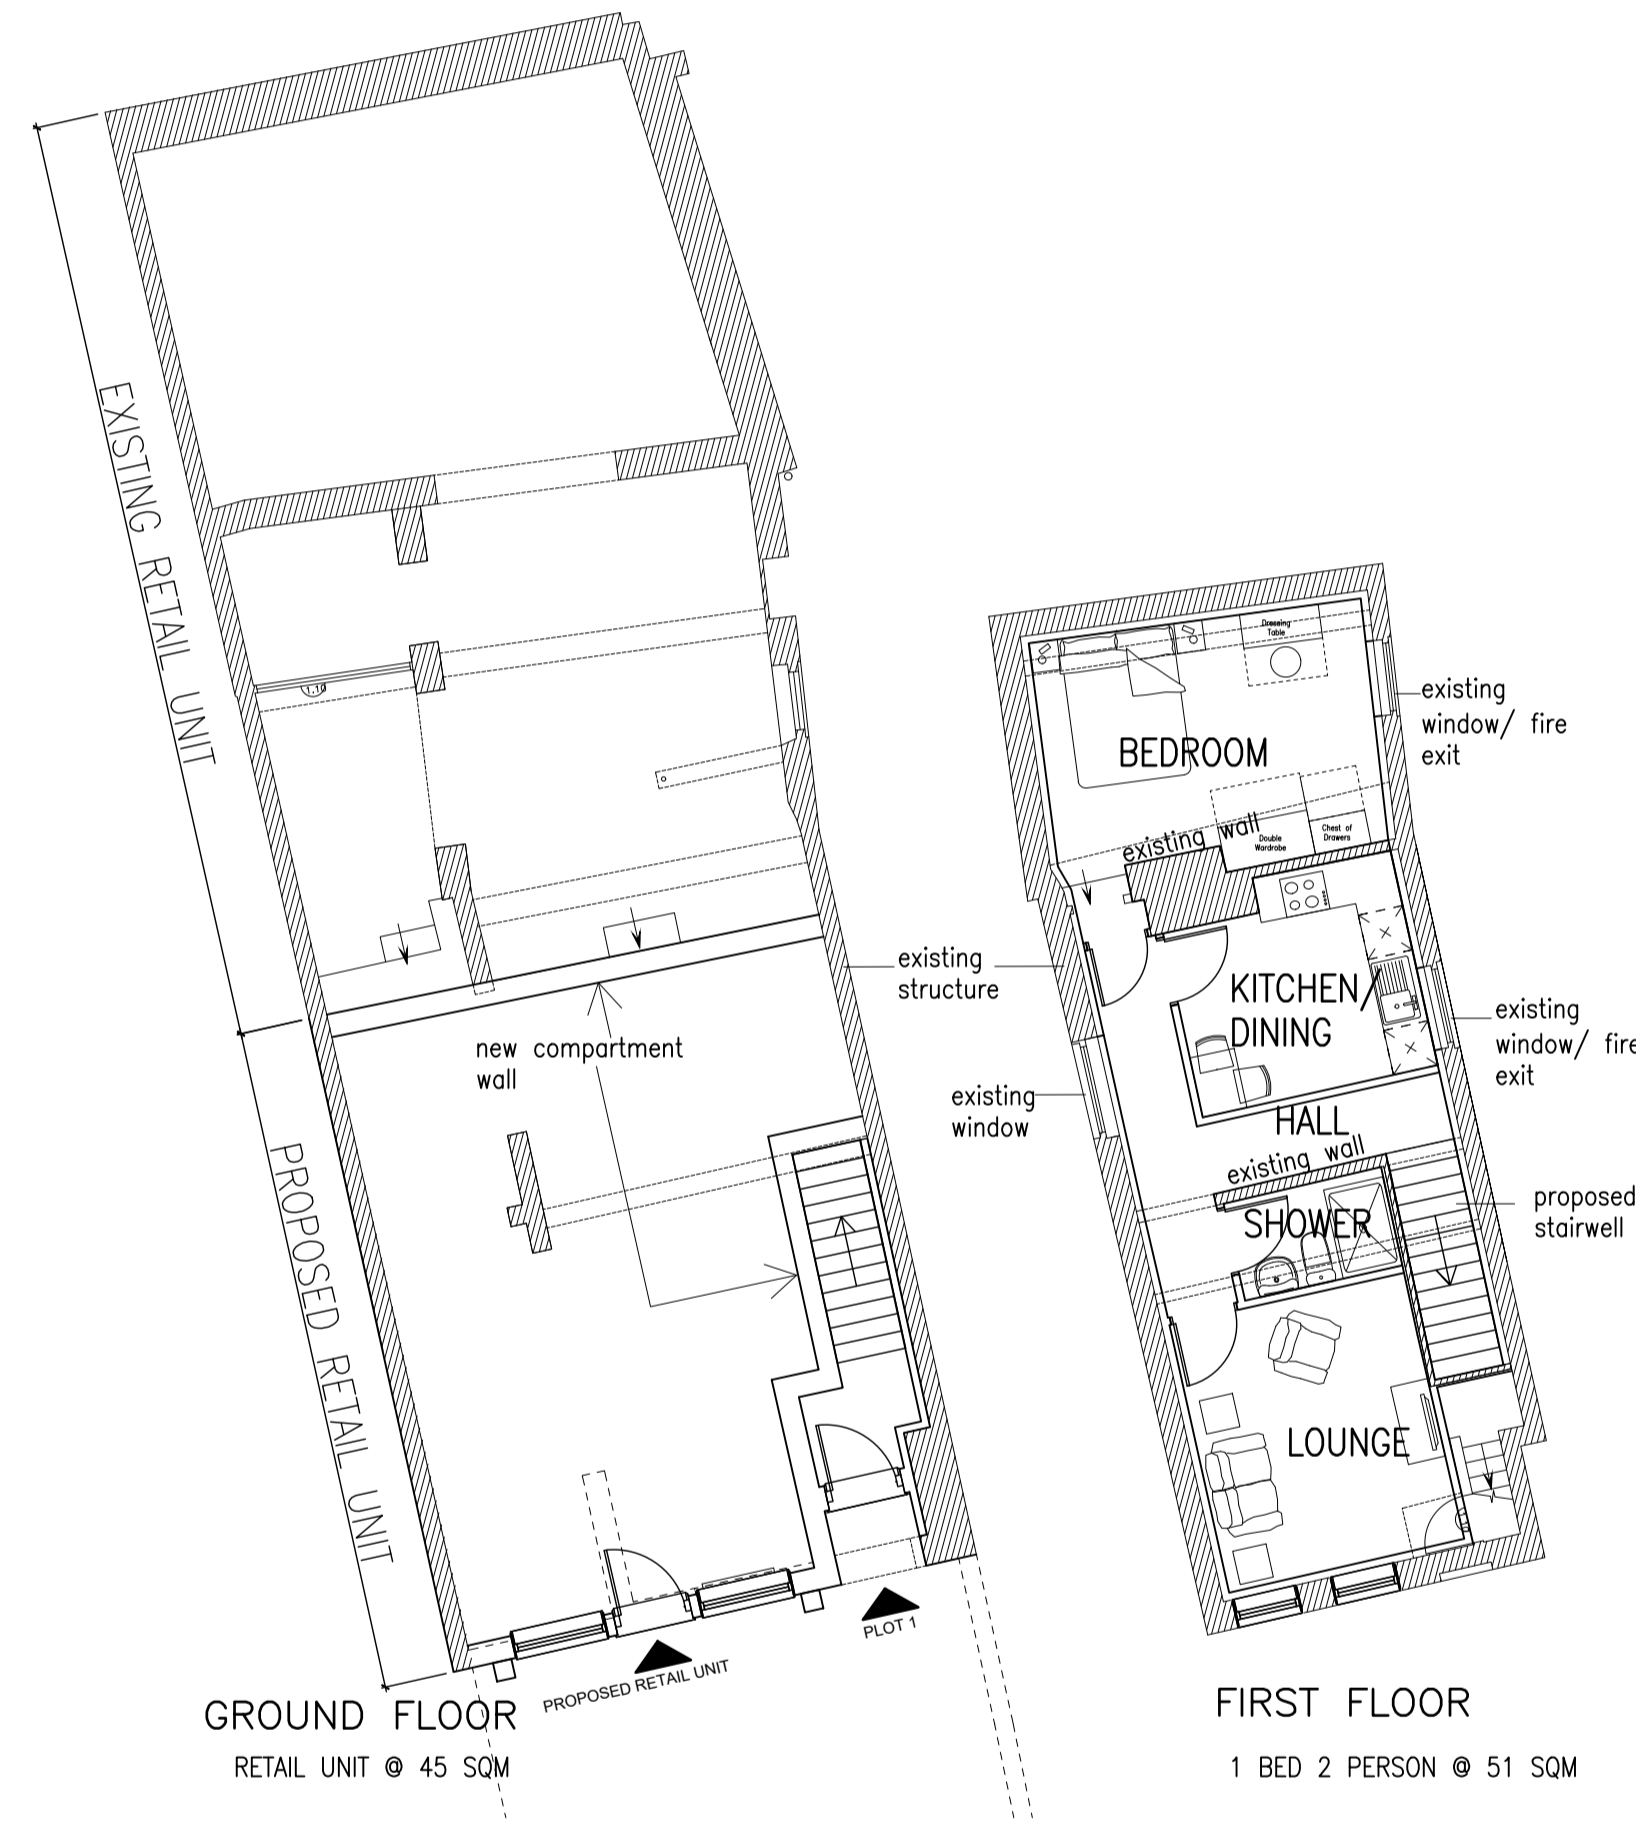 EXISTING RETAIL UNIT
PROPOSED RETAIL UNIT
1.10
new compartment
wall
existing
structure
PLOT 1
PROPOSED RETAIL UNIT
GROUND FLOOR
RETAIL UNIT @ 45 SQM
Dressing
Table
BEDROOM
existing
window/ fire
exit
existing wall
Double
Wardrobe
Chest of
Drawers
KITCHEN/
DINING
existing
window/ fire
exit
existing
window
HALL
existing wall
SHOWER
proposed
stairwell
LOUNGE
FIRST FLOOR
1 BED 2 PERSON @ 51 SQM